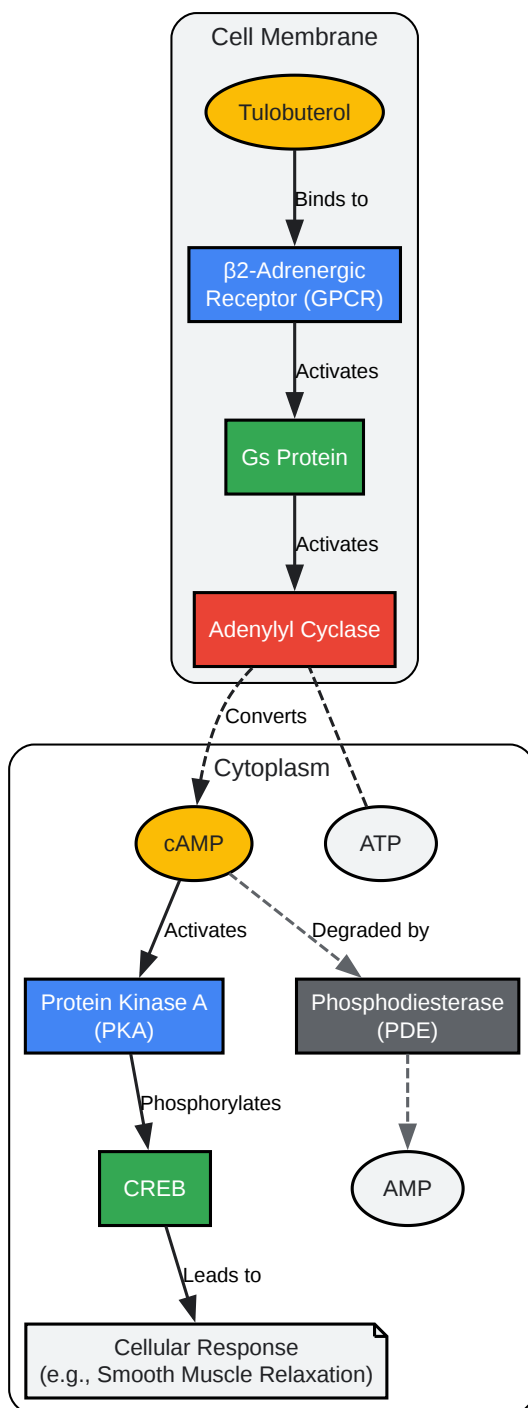 Cell Membrane
Tulobuterol
Binds to
β2-Adrenergic
Receptor (GPCR)
Activates
Gs Protein
Activates
Adenylyl Cyclase
Converts
Cytoplasm
cAMP
ATP
Activates
Degraded by
Protein Kinase A
(PKA)
Phosphodiesterase
(PDE)
Phosphorylates
CREB
AMP
Leads to
Cellular Response
(e.g., Smooth Muscle Relaxation)